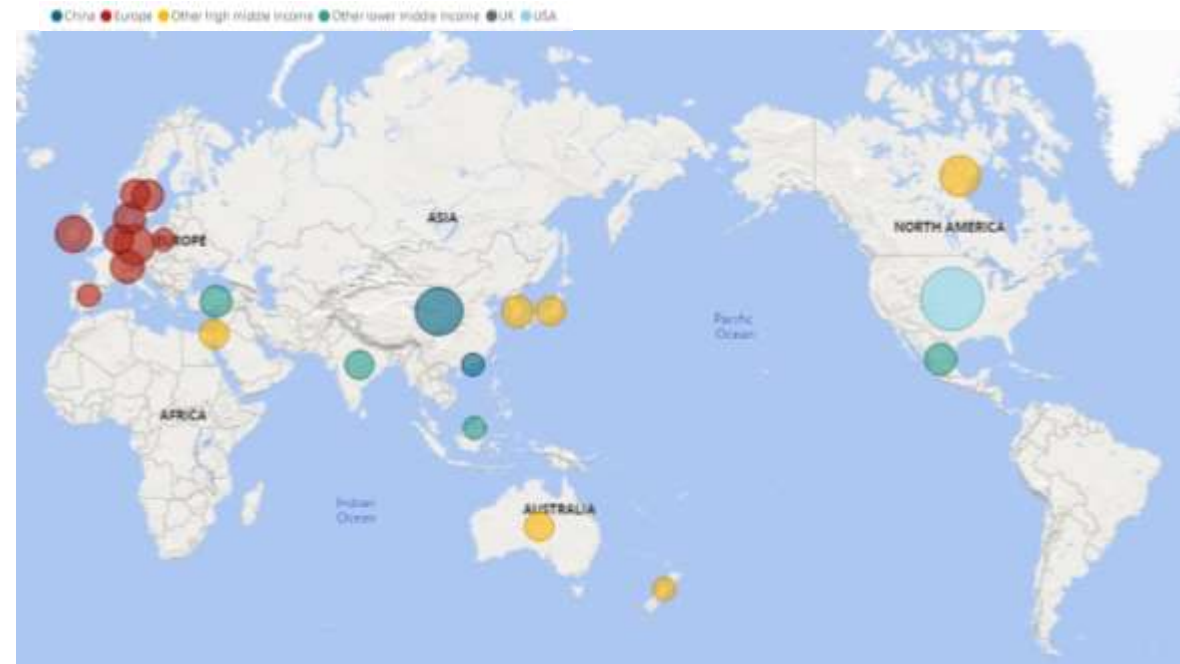 China Europe Other high middle income Other lower middle income UK USA
ASIA
EUROPE
NORTH AMERICA
Pacific
Ocean
AFRICA
Indian
Ocean
AUSTRALIA